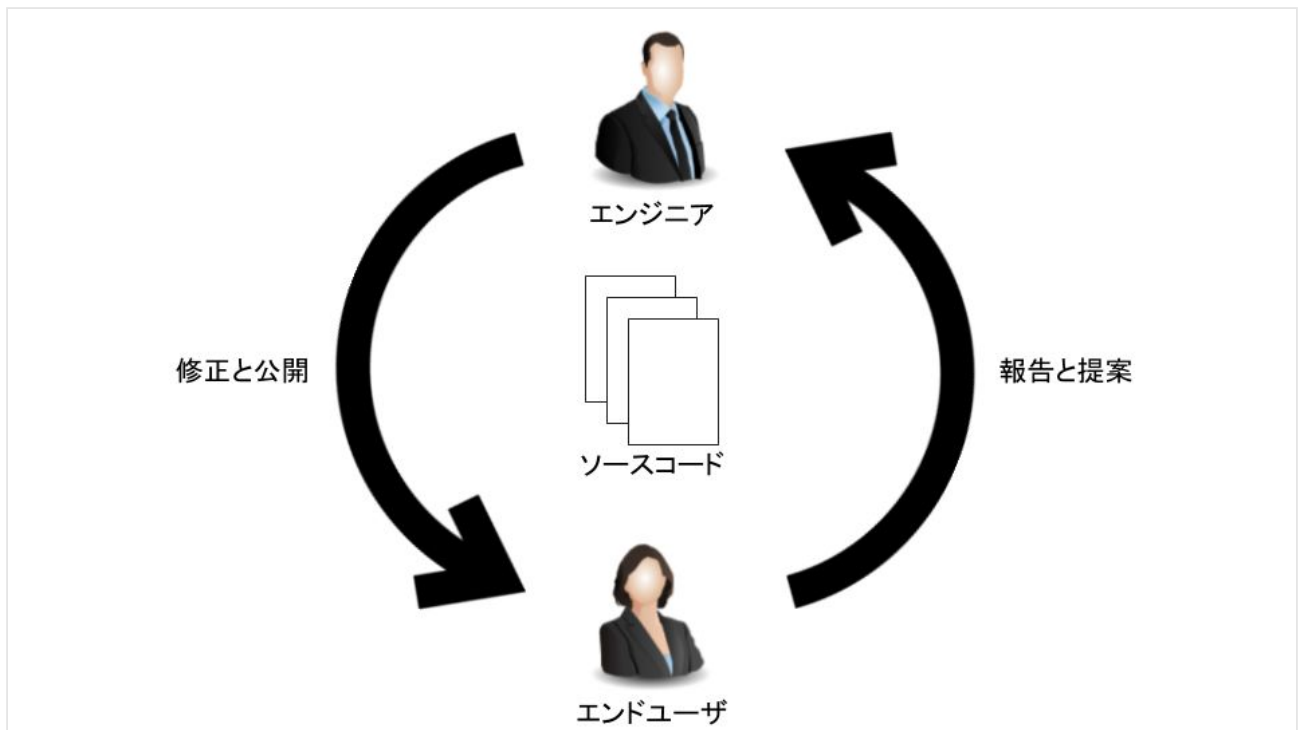 エンジニア
修正と公開
報告と提案
ソースコード
エンドユーザ